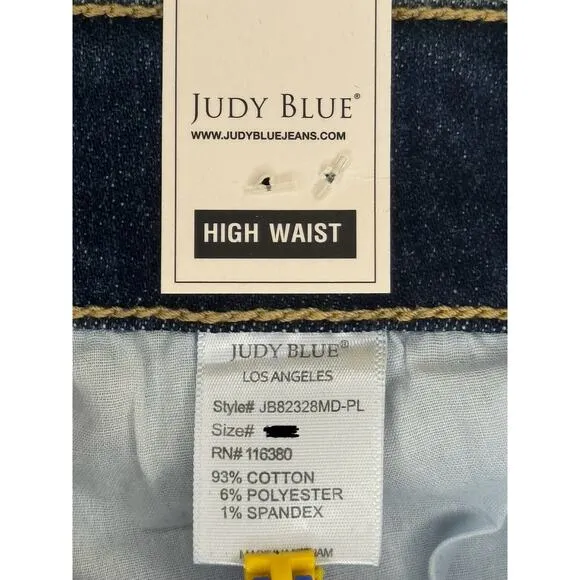 JUDY BLUE®
WWW.JUDYBLUEJEANS.COM
HIGH WAIST
JUDY BLUE®
LOS ANGELES
Style# JB82328MD-PL
Size#
RN# 116380
93% COTTON
6% POLYESTER
1% SPANDEX